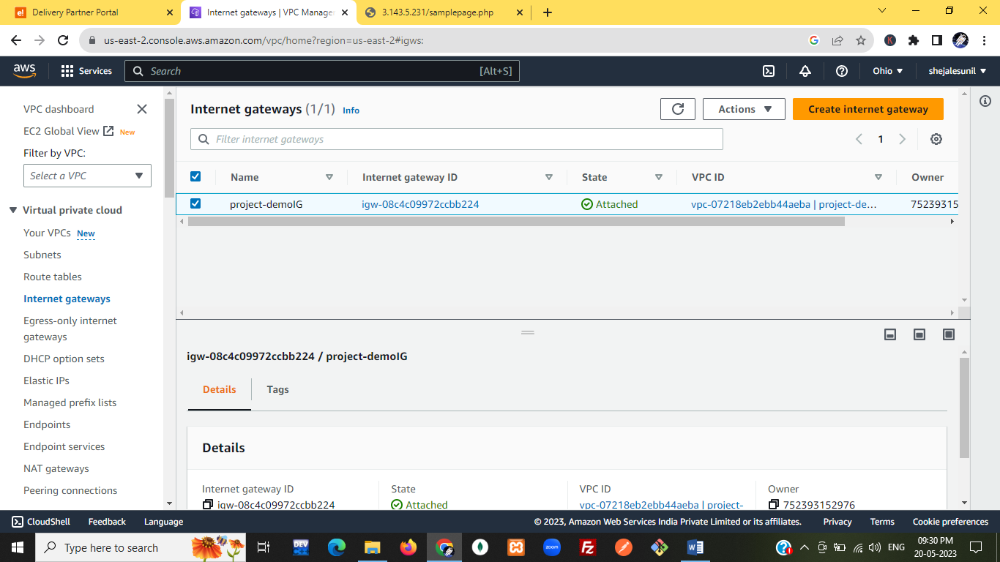 Delivery Partner Portal
Internet gateways | VPC Manager
3.143.5.231/samplepage.php
us-east-2.console.aws.amazon.com/vpc/home?region=us-east-2#igws:
K
aws
Services
Search
[Alt+S]
Ohio
shejalesunil
VPC dashboard
EC2 Global View New
Filter by VPC:
Select a VPC
Virtual private cloud
Your VPCs New
Subnets
Route tables
Internet gateways
Egress-only internet
gateways
DHCP option sets
Elastic IPs
Managed prefix lists
Endpoints
Endpoint services
NAT gateways
Peering connections
Internet gateways (1/1) Info
Actions
Create internet gateway
Filter internet gateways
1
Name Internet gateway ID State VPC ID Owner
project-demoIG igw-08c4c09972ccbb224 Attached vpc-07218eb2ebb44aeba | project-de... 75239315
igw-08c4c09972ccbb224 / project-demoIG
Details Tags
Details
Internet gateway ID State VPC ID Owner
igw-08c4c09972ccbb224 Attached vpc-07218eb2ebb44aeba | project- 752393152976
CloudShell Feedback Language © 2023, Amazon Web Services India Private Limited or its affiliates. Privacy Terms Cookie preferences
Type here to search
DEV
zoom
Fz
ENG
09:30 PM
20-05-2023